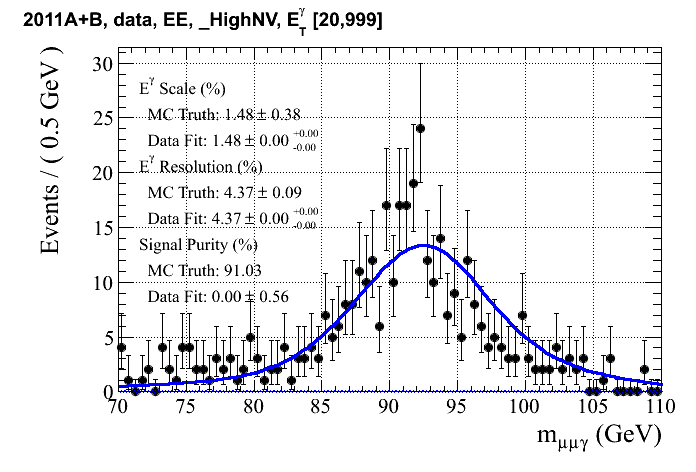 2011A+B, data, EE, _HighNV, E_T^γ [20,999]
Events / ( 0.5 GeV )
E^γ Scale (%)
MC Truth: 1.48 ± 0.38
Data Fit: 1.48 ± 0.00 +0.00 -0.00
E^γ Resolution (%)
MC Truth: 4.37 ± 0.09
Data Fit: 4.37 ± 0.00 +0.00 -0.00
Signal Purity (%)
MC Truth: 91.03
Data Fit: 0.00 ± 0.56
30
25
20
15
10
5
0
70 75 80 85 90 95 100 105 110
m_μμγ (GeV)